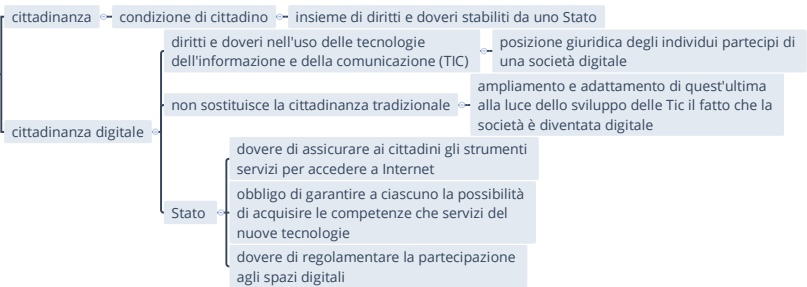 cittadinanza
condizione di cittadino
insieme di diritti e doveri stabiliti da uno Stato
cittadinanza digitale
diritti e doveri nell'uso delle tecnologie
dell'informazione e della comunicazione (TIC)
posizione giuridica degli individui partecipi di
una società digitale
non sostituisce la cittadinanza tradizionale
ampliamento e adattamento di quest'ultima
alla luce dello sviluppo delle Tic il fatto che la
società è diventata digitale
Stato
dovere di assicurare ai cittadini gli strumenti
servizi per accedere a Internet
obbligo di garantire a ciascuno la possibilità
di acquisire le competenze che servizi del
nuove tecnologie
dovere di regolamentare la partecipazione
agli spazi digitali